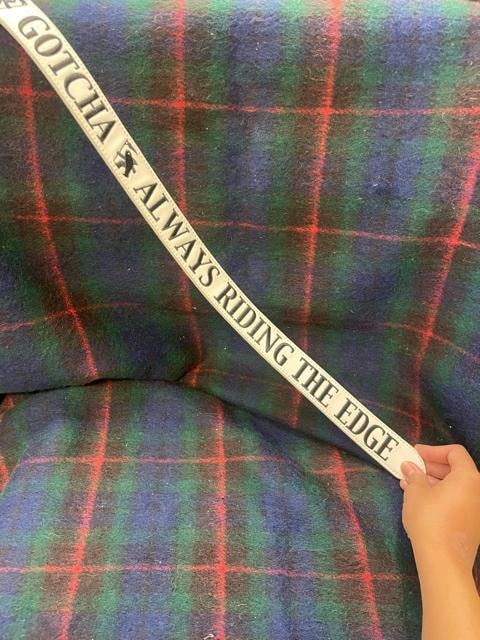 GOTCHA ALWAYS RIDING THE EDGE